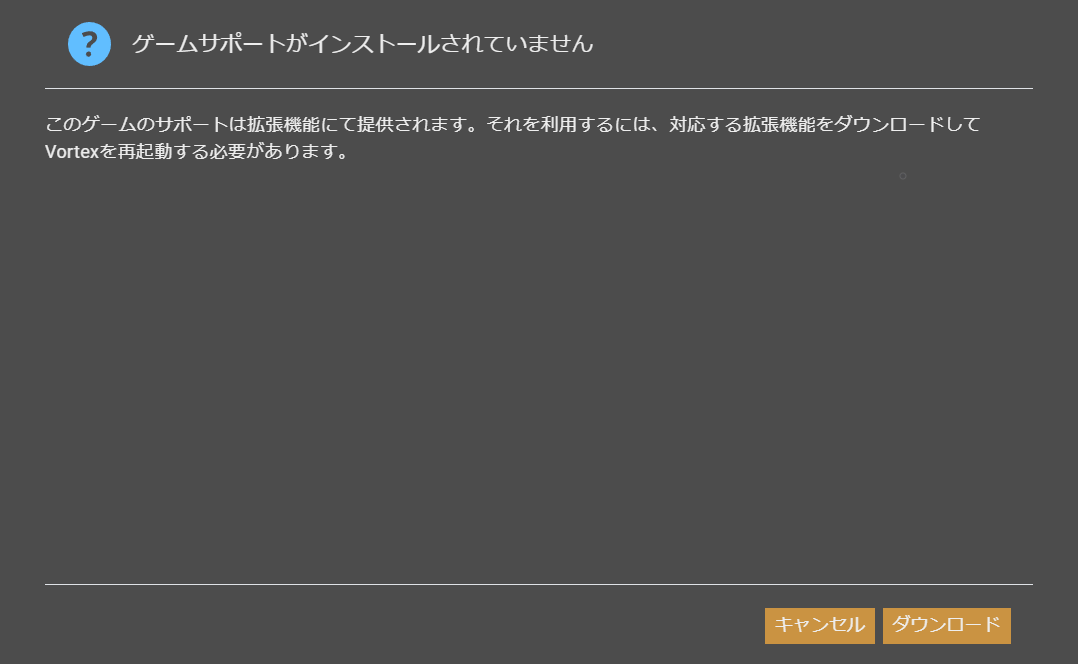 ?
ゲームサポートがインストールされていません
このゲームのサポートは拡張機能にて提供されます。それを利用するには、対応する拡張機能をダウンロードして
Vortexを再起動する必要があります。
キャンセル ダウンロード